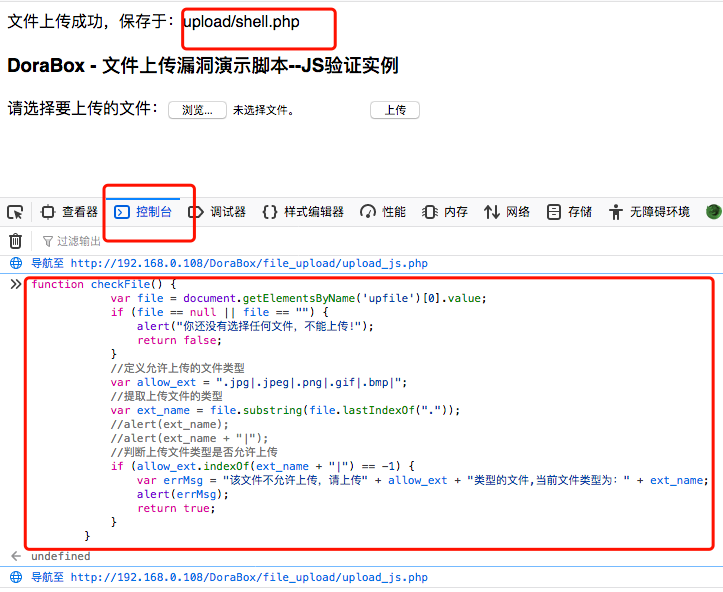 文件上传成功，保存于：upload/shell.php
DoraBox - 文件上传漏洞演示脚本--JS验证实例
请选择要上传的文件： 浏览... 未选择文件。 上传
查看器 控制台 调试器 {} 样式编辑器 性能 内存 网络 存储 无障碍环境
过滤输出
导航至 http://192.168.0.108/DoraBox/file_upload/upload_js.php
function checkFile() {
var file = document.getElementsByName('upfile')[0].value;
if (file == null || file == "") {
alert("你还没有选择任何文件，不能上传!");
return false;
}
//定义允许上传的文件类型
var allow_ext = ".jpg|.jpeg|.png|.gif|.bmp|";
//提取上传文件的类型
var ext_name = file.substring(file.lastIndexOf("."));
//alert(ext_name);
//alert(ext_name + "|");
//判断上传文件类型是否允许上传
if (allow_ext.indexOf(ext_name + "|") == -1) {
var errMsg = "该文件不允许上传，请上传" + allow_ext + "类型的文件,当前文件类型为：" + ext_name;
alert(errMsg);
return true;
}
}
undefined
导航至 http://192.168.0.108/DoraBox/file_upload/upload_js.php